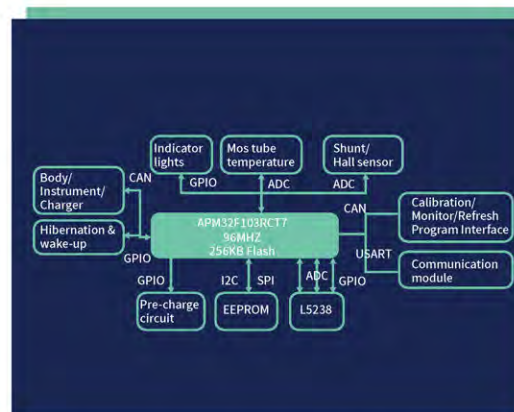 Indicator
lights
Mos tube
temperature
Shunt/
Hall sensor
GPIO
ADC
ADC
Body/
Instrument/
Charger
CAN
Hibernation &
wake-up
GPIO
APM32F103RCT7
96MHZ
256KB Flash
CAN
Calibration/
Monitor/Refresh
Program Interface
USART
Communication
module
GPIO
I2C
SPI
ADC
GPIO
Pre-charge
circuit
EEPROM
L5238